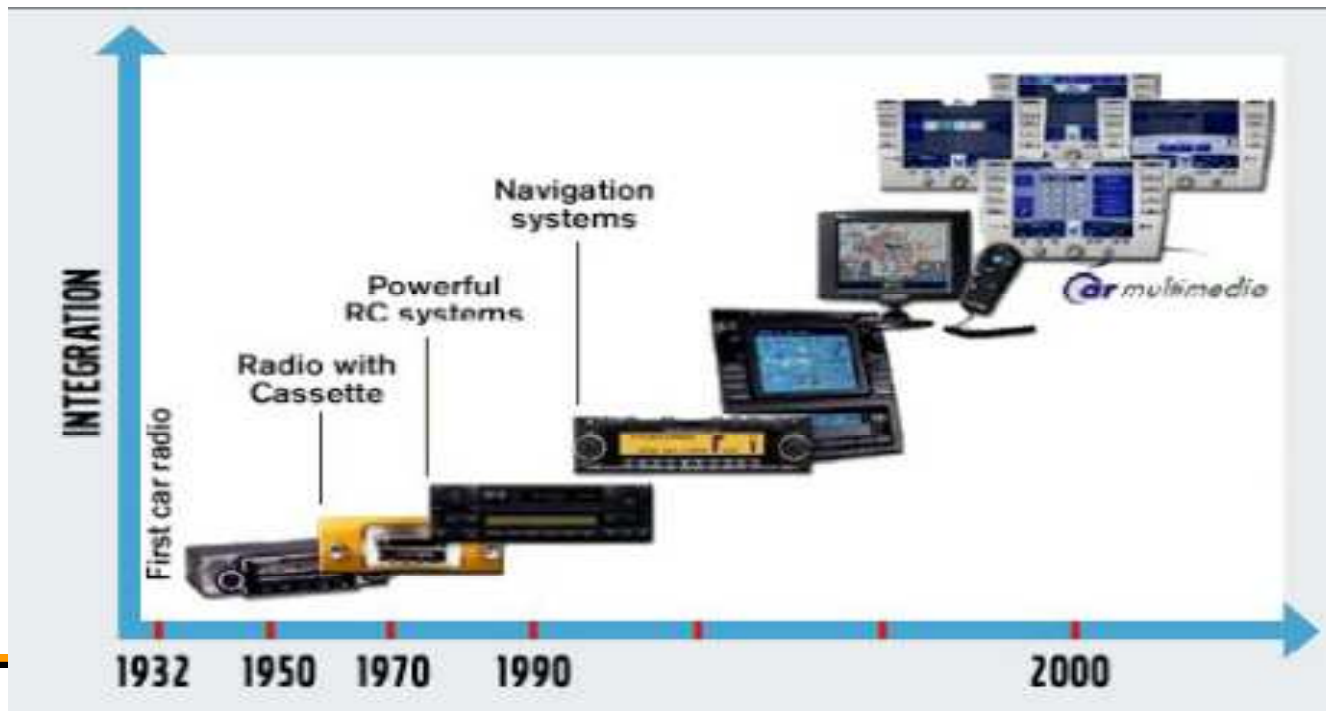 Navigation
systems
Powerful
RC systems
Radio with
Cassette
INTEGRATION
First car radio
Car multimedia
1932 1950 1970 1990 2000